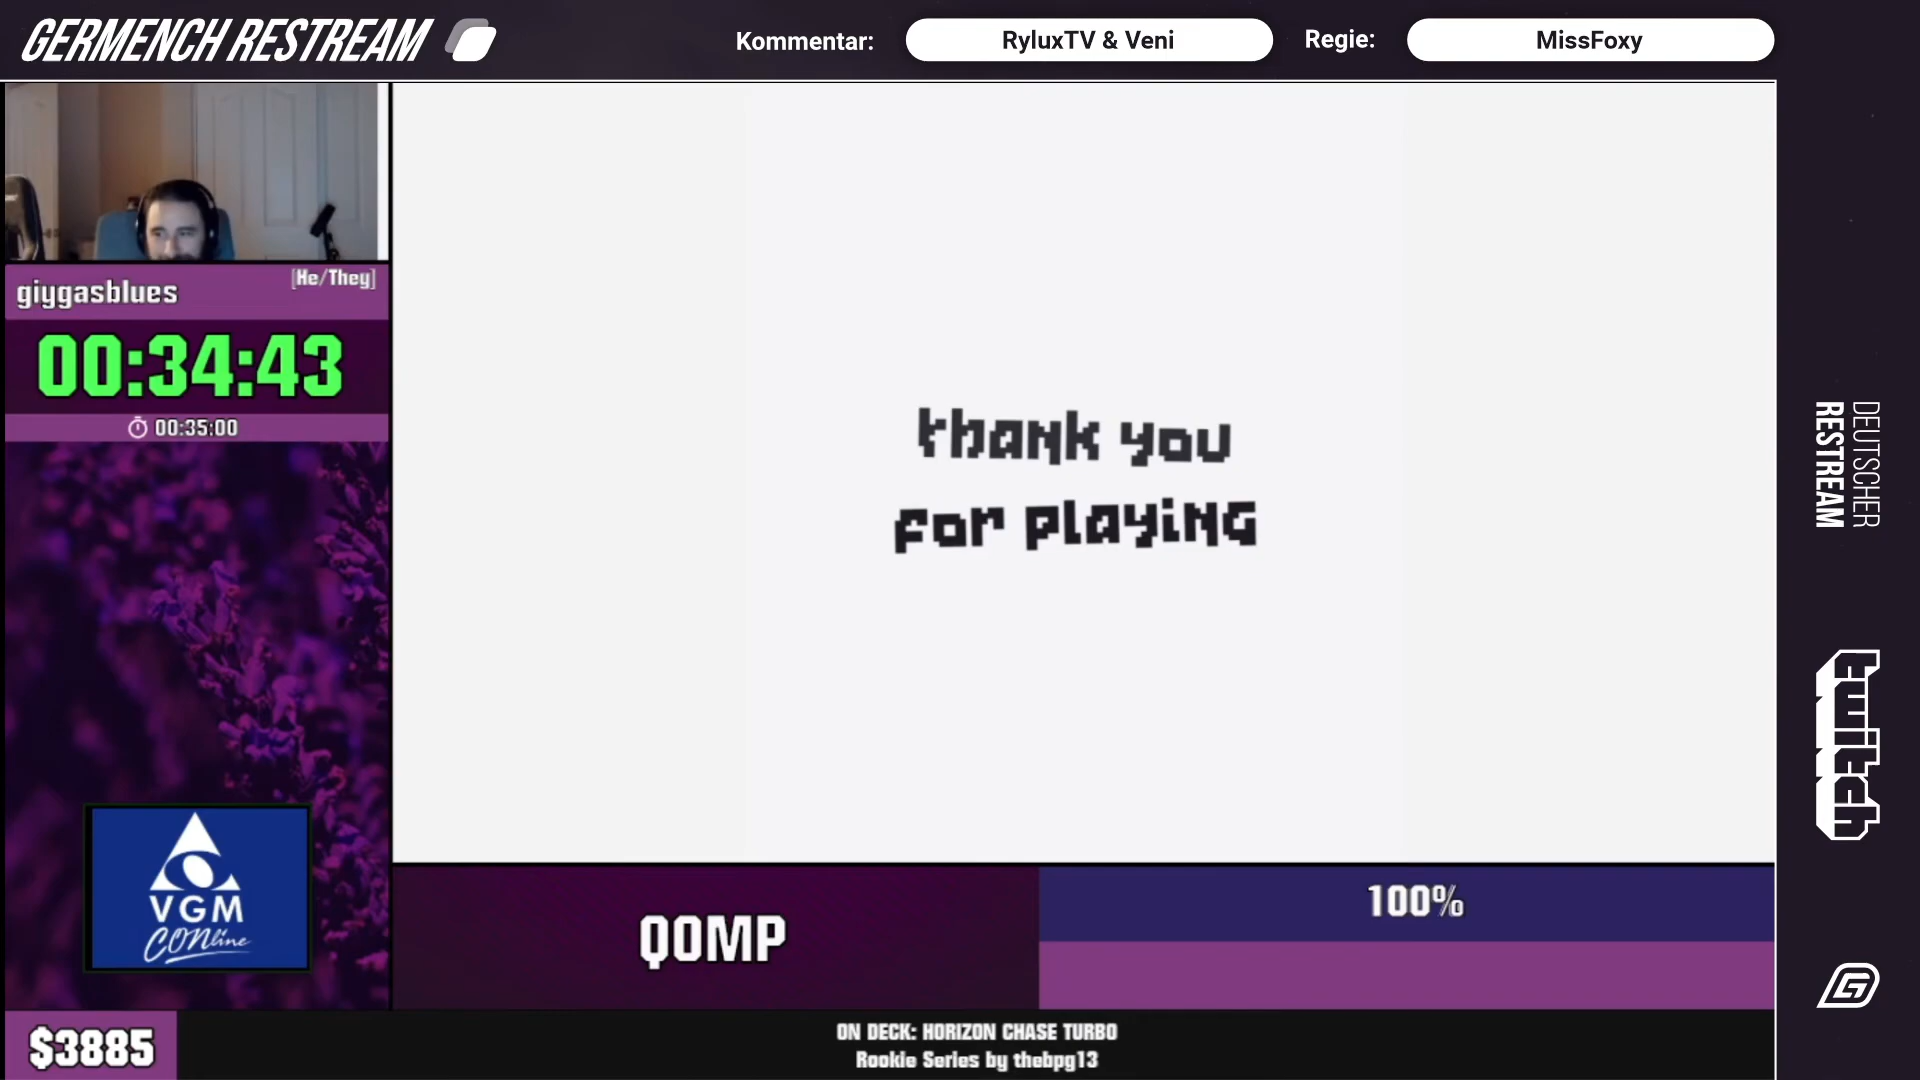 GERMENCH RESTREAM
Kommentar:
RyluxTV & Veni
Regie:
MissFoxy
giygasblues
[He/They]
00:34:43
00:35:00
thank you
for playing
DEUTSCHER
RESTREAM
twitch
VGM
CONline
QOMP
100%
$3885
ON DECK: HORIZON CHASE TURBO
Rookie Series by thebpg13